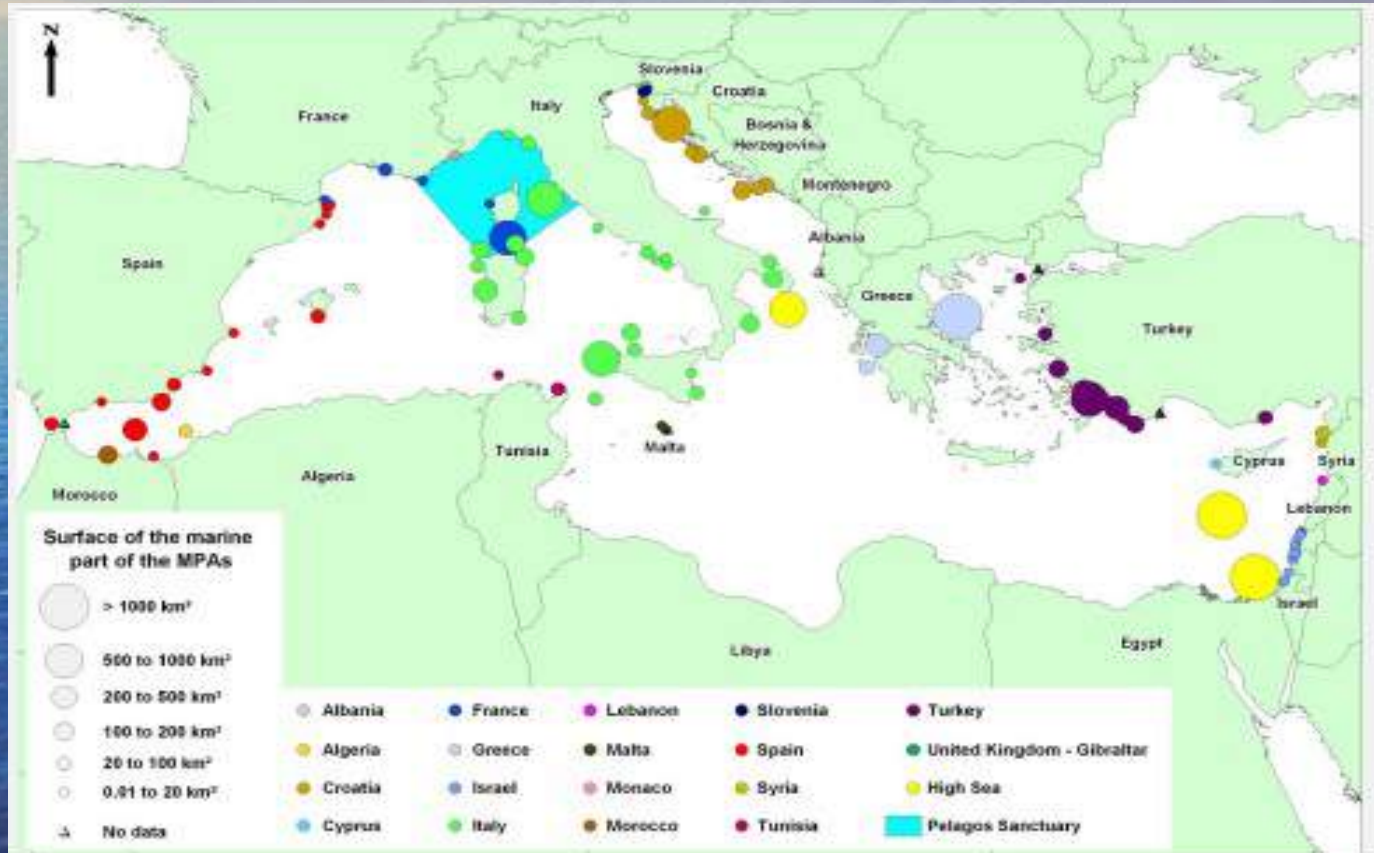 N
Slovenia
Croatia
Italy
France
Bosnia &
Herzegovina
Montenegro
Albania
Spain
Greece
Turkey
Malta
Tunisia
Cyprus
Syria
Algeria
Morocco
Lebanon
Israel
Egypt
Libya
Surface of the marine
part of the MPAs
> 1000 km²
500 to 1000 km²
200 to 500 km²
100 to 200 km²
20 to 100 km²
0.01 to 20 km²
No data
Albania
Algeria
Croatia
Cyprus
France
Greece
Israel
Italy
Lebanon
Malta
Monaco
Morocco
Slovenia
Spain
Syria
Tunisia
Turkey
United Kingdom - Gibraltar
High Sea
Pelagos Sanctuary